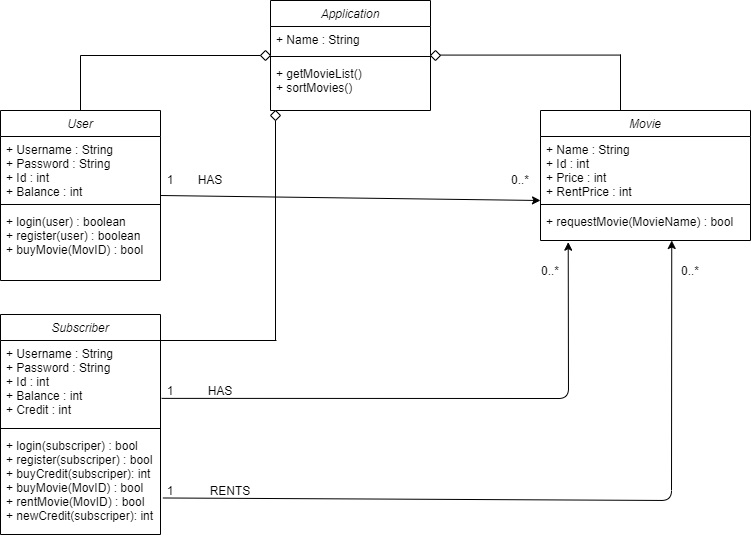 Application
+ Name : String
+ getMovieList()
+ sortMovies()
User
+ Username : String
+ Password : String
+ Id : int
+ Balance : int
+ login(user) : boolean
+ register(user) : boolean
+ buyMovie(MovID) : bool
1 HAS 0..*
Movie
+ Name : String
+ Id : int
+ Price : int
+ RentPrice : int
+ requestMovie(MovieName) : bool
0..* 0..*
Subscriber
+ Username : String
+ Password : String
+ Id : int
+ Balance : int
+ Credit : int
+ login(subscriper) : bool
+ register(subscriper) : bool
+ buyCredit(subscriper): int
+ buyMovie(MovID) : bool
+ rentMovie(MovID) : bool
+ newCredit(subscriper): int
1 HAS
1 RENTS